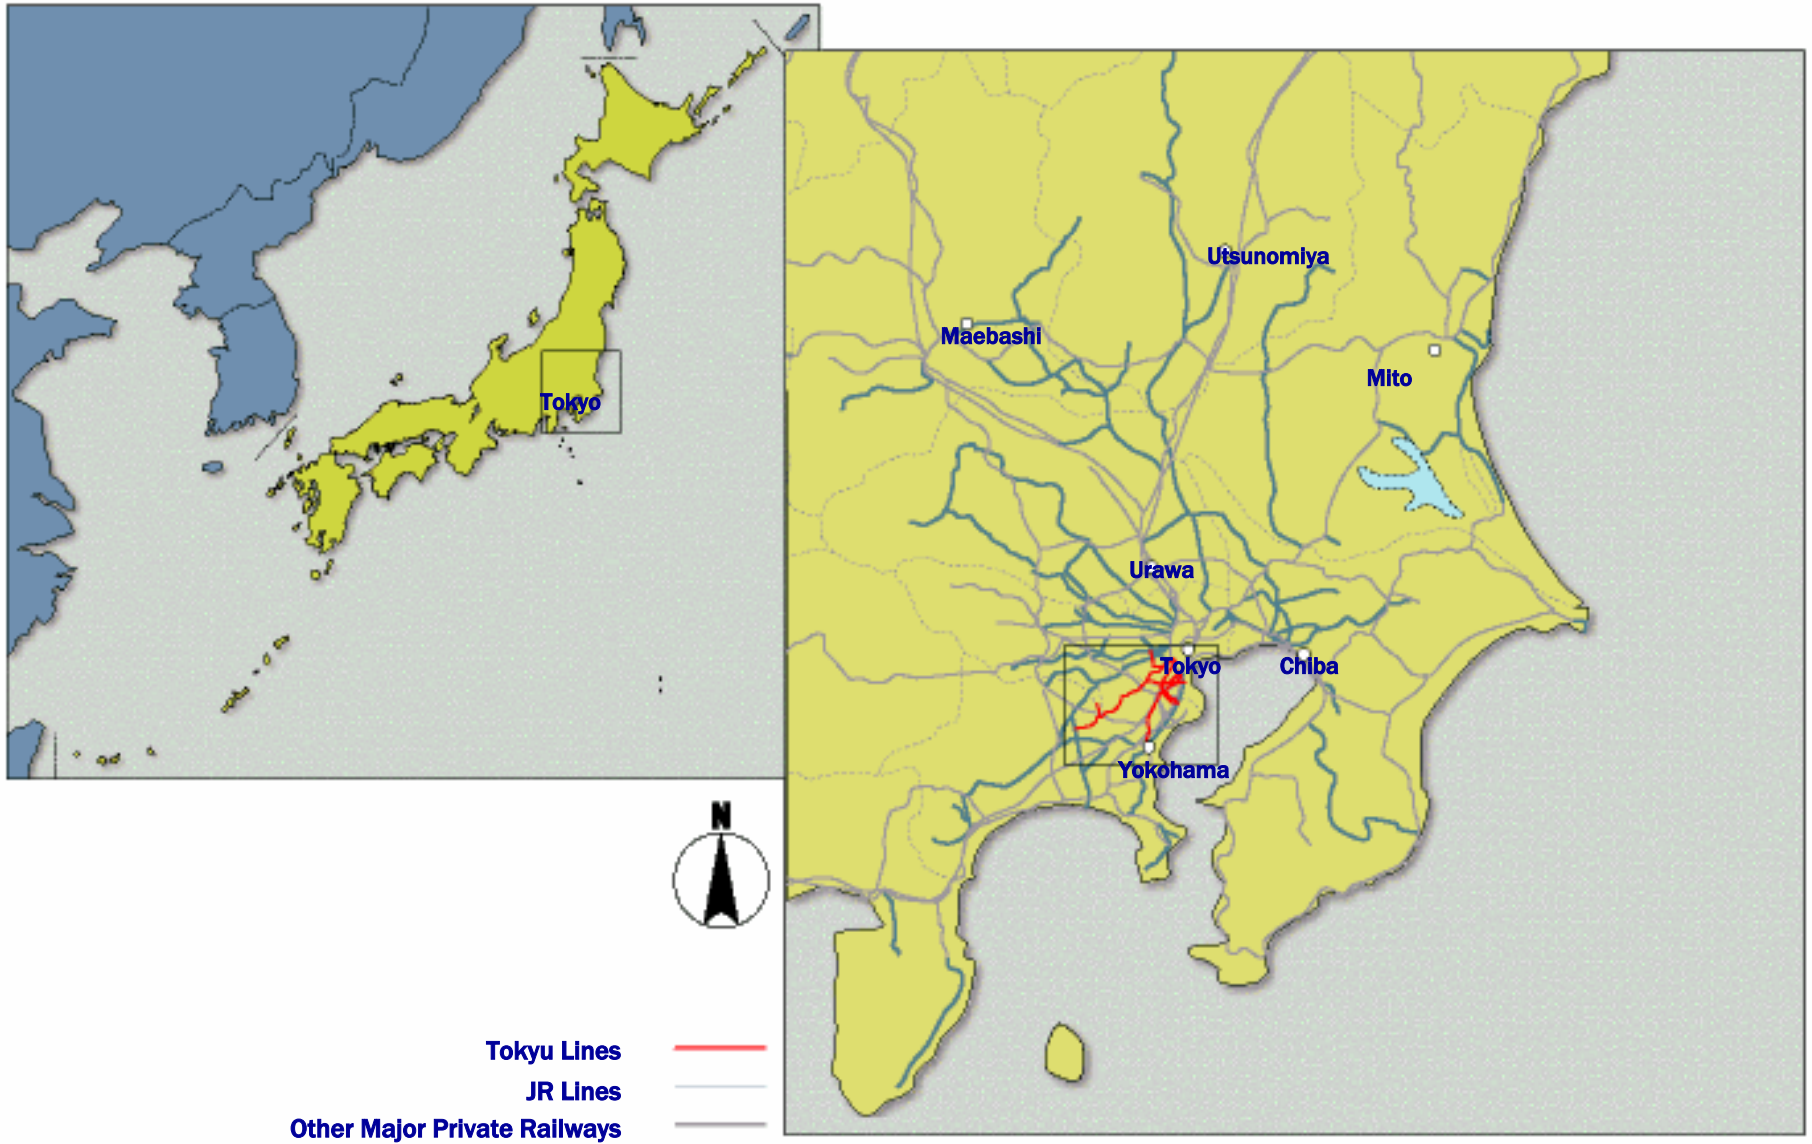 Tokyo
Utsunomiya
Maebashi
Mito
Urawa
Tokyo
Chiba
Yokohama
N
Tokyu Lines
JR Lines
Other Major Private Railways